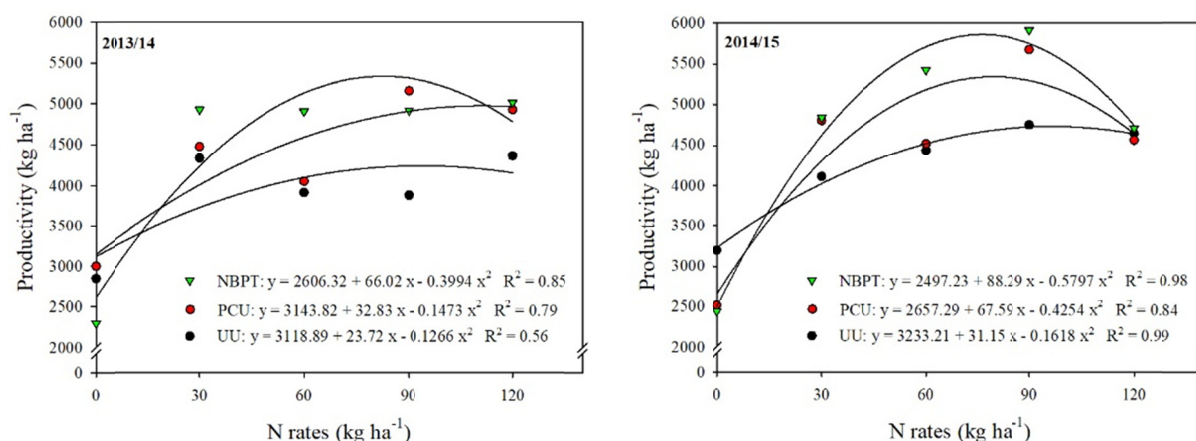 2013/14
Productivity (kg ha⁻¹)
6000
5000
4000
3000
2000
0
NBPT: y = 2606.32 + 66.02 x - 0.3994 x² R² = 0.85
PCU: y = 3143.82 + 32.83 x - 0.1473 x² R² = 0.79
UU: y = 3118.89 + 23.72 x - 0.1266 x² R² = 0.56
0 30 60 90 120
N rates (kg ha⁻¹)
2014/15
Productivity (kg ha⁻¹)
6000
5500
5000
4500
4000
3500
3000
2500
2000
0
NBPT: y = 2497.23 + 88.29 x - 0.5797 x² R² = 0.98
PCU: y = 2657.29 + 67.59 x - 0.4254 x² R² = 0.84
UU: y = 3233.21 + 31.15 x - 0.1618 x² R² = 0.99
0 30 60 90 120
N rates (kg ha⁻¹)